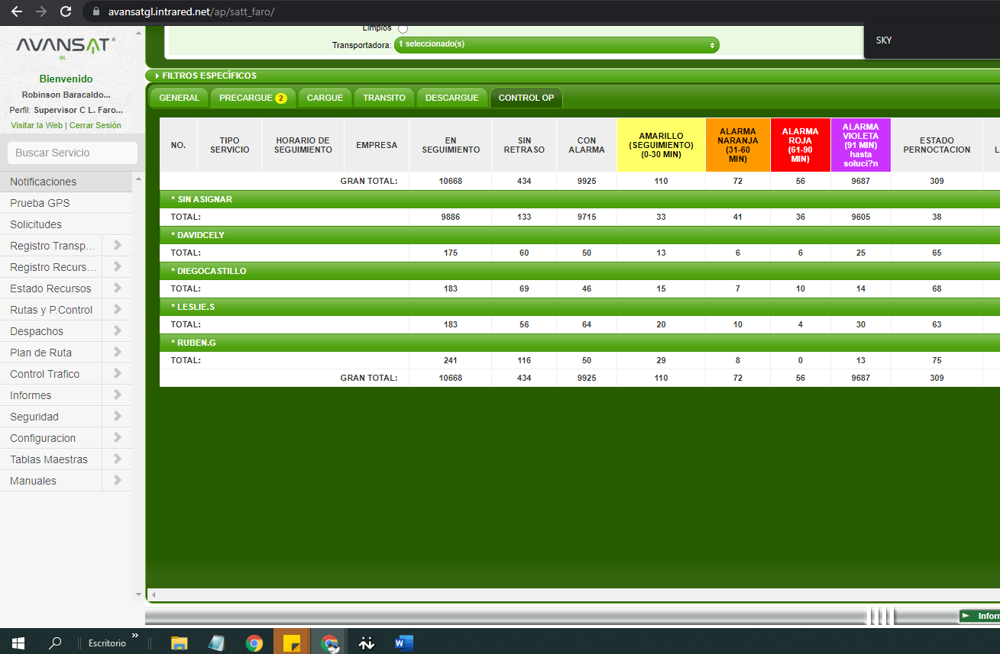 avansatgl.intrared.net/ap/satt_faro/
AVANSAT
GL
Bienvenido
Robinson Baracaldo...
Perfil: Supervisor C L. Faro...
Visitar la Web | Cerrar Sesión
Buscar Servicio
Notificaciones
Prueba GPS
Solicitudes
Registro Transp...
Registro Recurs...
Estado Recursos
Rutas y P.Control
Despachos
Plan de Ruta
Control Trafico
Informes
Seguridad
Configuracion
Tablas Maestras
Manuales
Limpios
Transportadora: 1 seleccionado(s)
SKY
FILTROS ESPECÍFICOS
GENERAL PRECARGUE 2 CARGUE TRANSITO DESCARGUE CONTROL OP
NO.
TIPO
SERVICIO
HORARIO DE
SEGUIMIENTO
EMPRESA
EN
SEGUIMIENTO
SIN
RETRASO
CON
ALARMA
AMARILLO
(SEGUIMIENTO)
(0-30 MIN)
ALARMA
NARANJA
(31-60
MIN)
ALARMA
ROJA
(61-90
MIN)
ALARMA
VIOLETA
(91 MIN)
hasta
soluci?n
ESTADO
PERNOCTACION
L
GRAN TOTAL: 10668 434 9925 110 72 56 9687 309
* SIN ASIGNAR
TOTAL: 9886 133 9715 33 41 36 9605 38
* DAVIDCELY
TOTAL: 175 60 50 13 6 6 25 65
* DIEGOCASTILLO
TOTAL: 183 69 46 15 7 10 14 68
* LESLIE.S
TOTAL: 183 56 64 20 10 4 30 63
* RUBEN.G
TOTAL: 241 116 50 29 8 0 13 75
GRAN TOTAL: 10668 434 9925 110 72 56 9687 309
Inform
Escritorio »